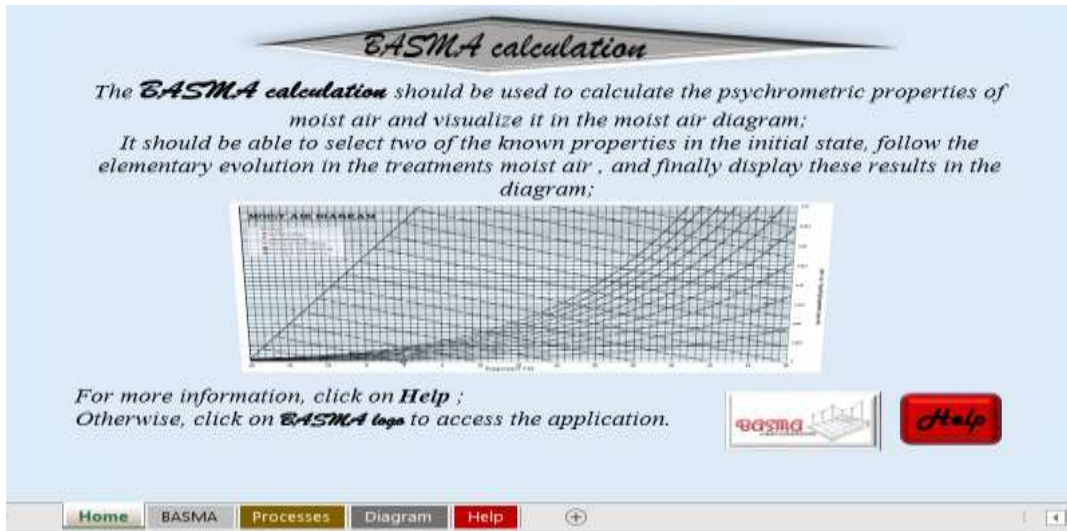 BASMA calculation
The BASMA calculation should be used to calculate the psychrometric properties of
moist air and visualize it in the moist air diagram;
It should be able to select two of the known properties in the initial state, follow the
elementary evolution in the treatments moist air , and finally display these results in the
diagram;
MOIST AIR DIAGRAM
For more information, click on Help ;
Otherwise, click on BASMA logo to access the application.
BASMA
Help
Home BASMA Processes Diagram Help